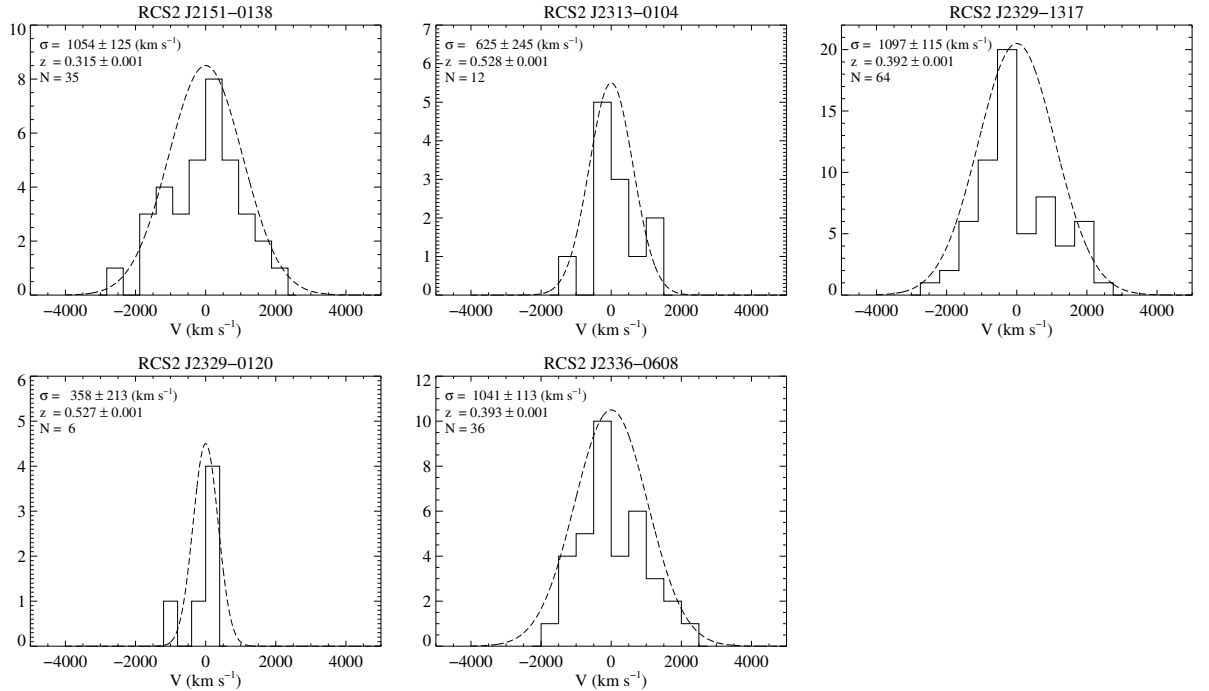 RCS2 J2151−0138
σ = 1054 ± 125 (km s⁻¹)
z = 0.315 ± 0.001
N = 35
10
8
6
4
2
0
−4000 −2000 0 2000 4000
V (km s⁻¹)
RCS2 J2313−0104
σ = 625 ± 245 (km s⁻¹)
z = 0.528 ± 0.001
N = 12
7
6
5
4
3
2
1
0
−4000 −2000 0 2000 4000
V (km s⁻¹)
RCS2 J2329−1317
σ = 1097 ± 115 (km s⁻¹)
z = 0.392 ± 0.001
N = 64
20
15
10
5
0
−4000 −2000 0 2000 4000
V (km s⁻¹)
RCS2 J2329−0120
σ = 358 ± 213 (km s⁻¹)
z = 0.527 ± 0.001
N = 6
6
5
4
3
2
1
0
−4000 −2000 0 2000 4000
V (km s⁻¹)
RCS2 J2336−0608
σ = 1041 ± 113 (km s⁻¹)
z = 0.393 ± 0.001
N = 36
12
10
8
6
4
2
0
−4000 −2000 0 2000 4000
V (km s⁻¹)